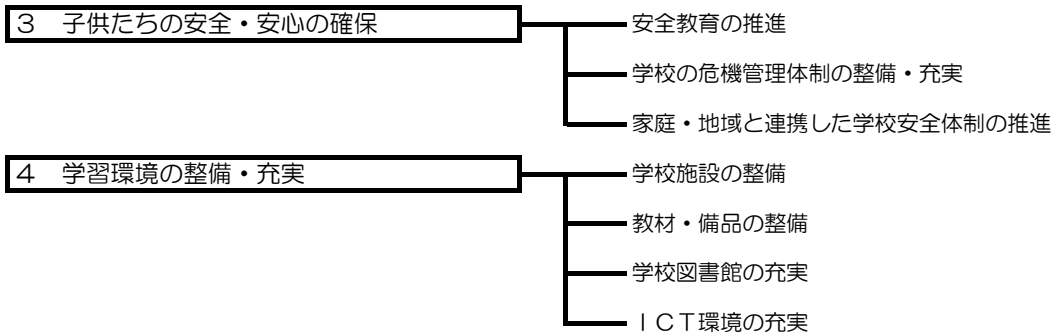 3　子供たちの安全・安心の確保
安全教育の推進
学校の危機管理体制の整備・充実
家庭・地域と連携した学校安全体制の推進
4　学習環境の整備・充実
学校施設の整備
教材・備品の整備
学校図書館の充実
ＩＣＴ環境の充実